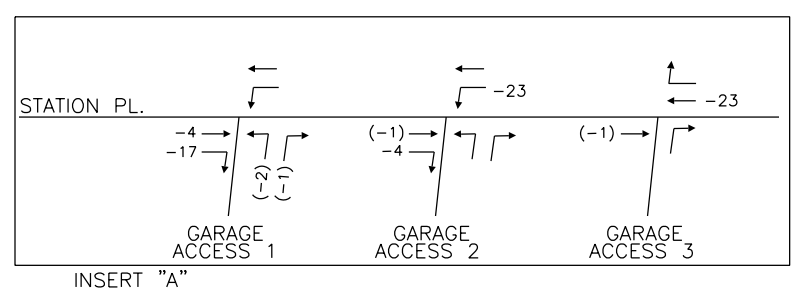 -23
STATION PL.
-23
-4
(-1)
(-1)
-17
-4
(-2)
(-1)
GARAGE
ACCESS 1
GARAGE
ACCESS 2
GARAGE
ACCESS 3
INSERT "A"